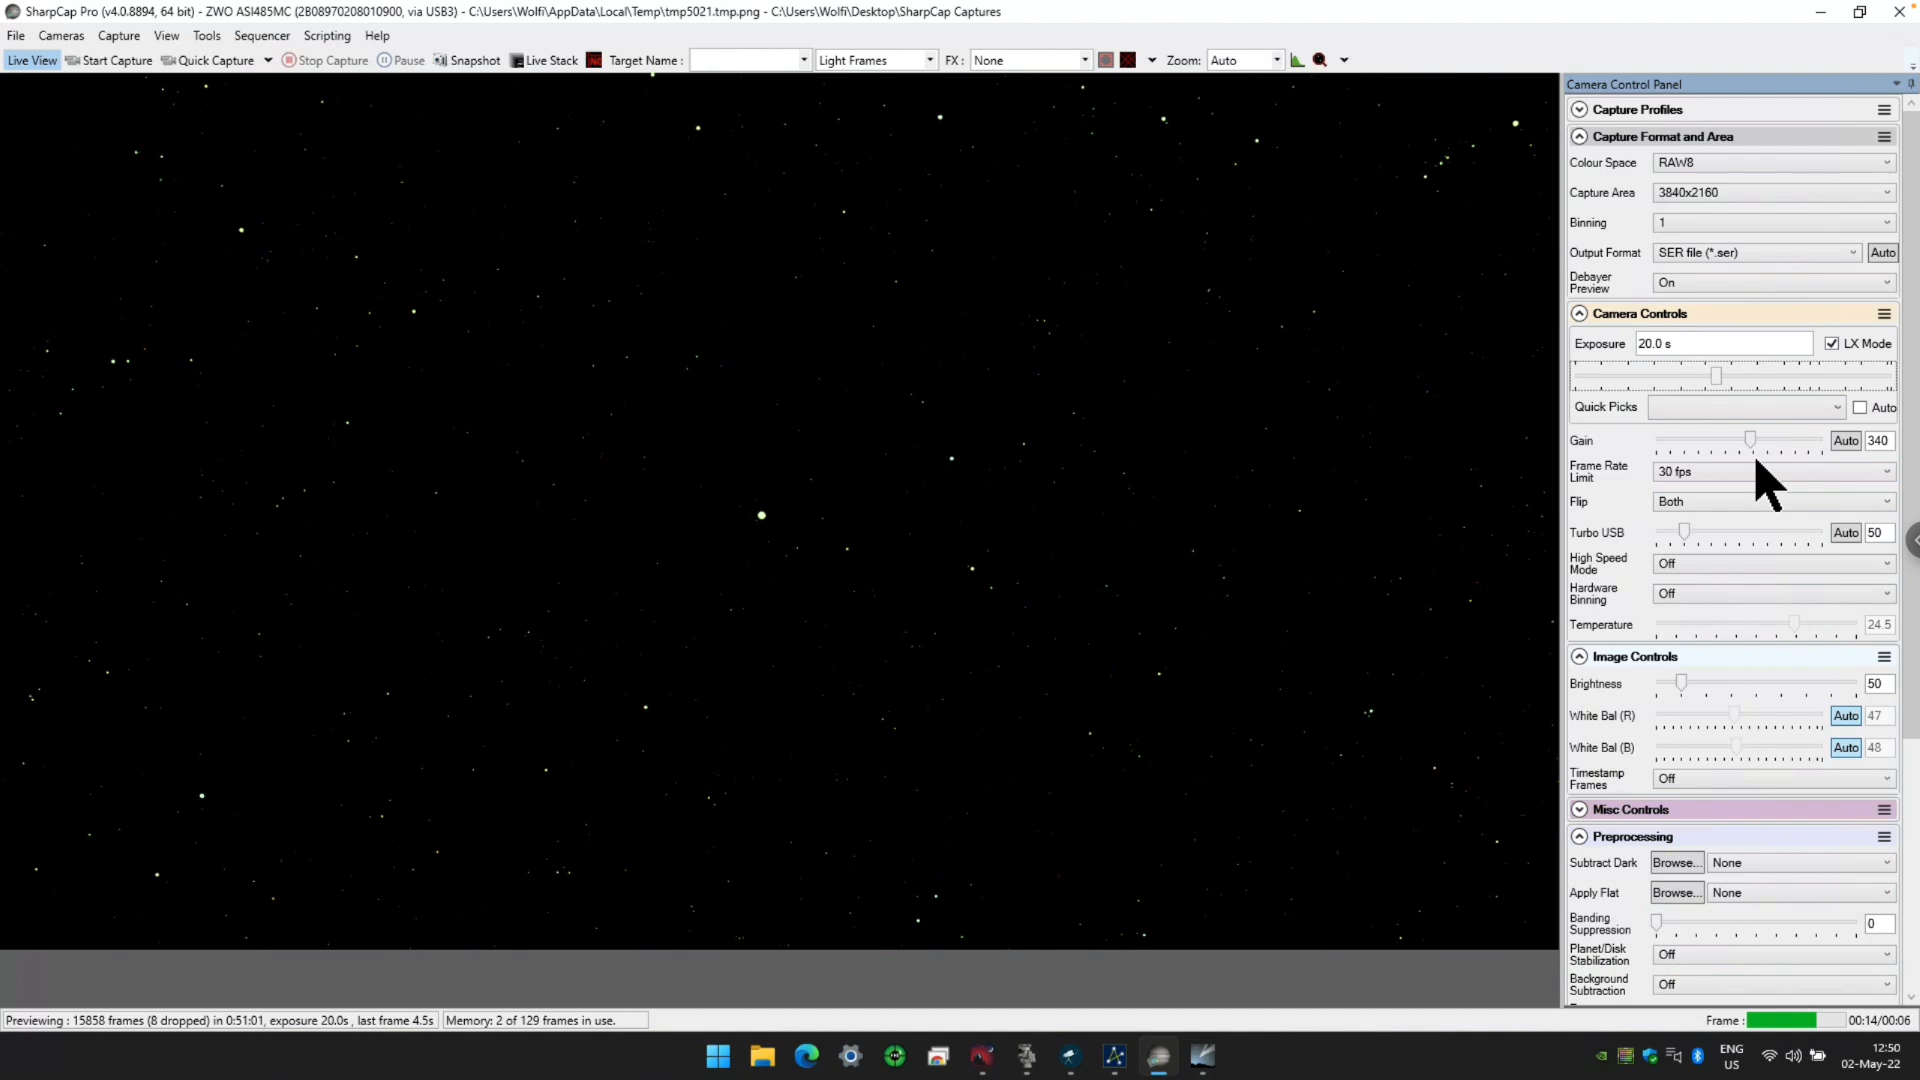 SharpCap Pro (v4.0.8894, 64 bit) - ZWO ASI485MC (2B08970208010900, via USB3) - C:\Users\Wolfi\AppData\Local\Temp\tmp5021.tmp.png - C:\Users\Wolfi\Desktop\SharpCap Captures
File Cameras Capture View Tools Sequencer Scripting Help
Live View Start Capture Quick Capture Stop Capture Pause Snapshot Live Stack Target Name : Light Frames FX : None Zoom: Auto
Camera Control Panel
Capture Profiles
Capture Format and Area
Colour Space RAW8
Capture Area 3840x2160
Binning 1
Output Format SER file (*.ser) Auto
Debayer
Preview On
Camera Controls
Exposure 20.0 s LX Mode
Quick Picks Auto
Gain Auto 340
Frame Rate
Limit 30 fps
Flip Both
Turbo USB Auto 50
High Speed
Mode Off
Hardware
Binning Off
Temperature 24.5
Image Controls
Brightness 50
White Bal (R) Auto 47
White Bal (B) Auto 48
Timestamp
Frames Off
Misc Controls
Preprocessing
Subtract Dark Browse... None
Apply Flat Browse... None
Banding
Suppression 0
Planet/Disk
Stabilization Off
Background
Subtraction Off
Previewing : 15858 frames (8 dropped) in 0:51:01, exposure 20.0s , last frame 4.5s Memory: 2 of 129 frames in use. Frame : 00:14/00:06
ENG
US
12:50
02-May-22